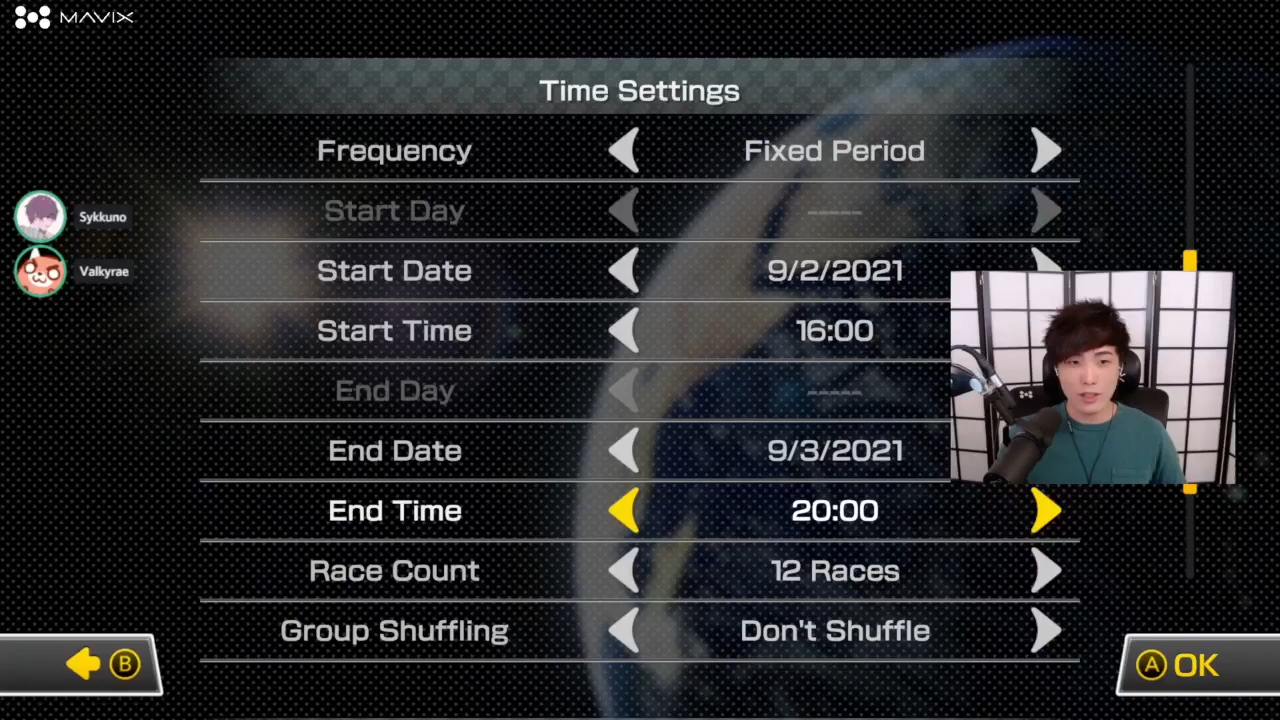 MAVIX
Time Settings
Frequency Fixed Period
Start Day -----
Sykkuno
Start Date 9/2/2021
Valkyrae
Start Time 16:00
End Day -----
End Date 9/3/2021
End Time 20:00
Race Count 12 Races
Group Shuffling Don't Shuffle
B
A OK